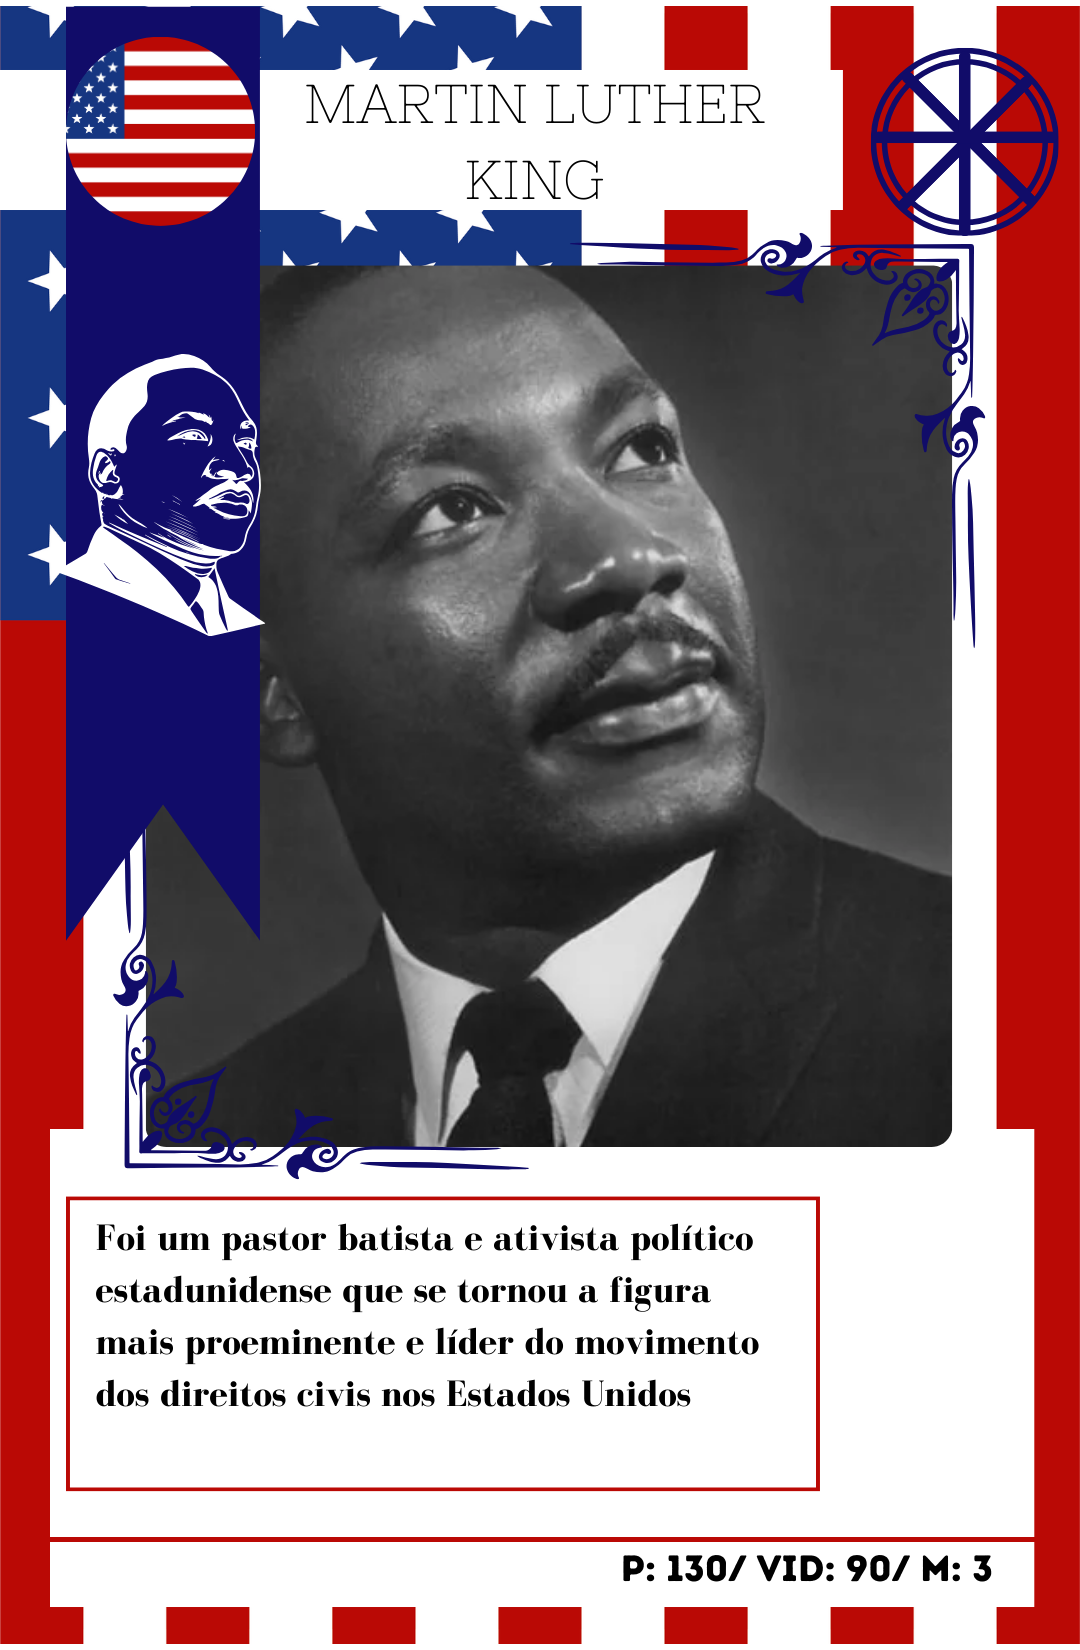 MARTIN LUTHER
KING
Foi um pastor batista e ativista político
estadunidense que se tornou a figura
mais proeminente e líder do movimento
dos direitos civis nos Estados Unidos
P: 130/ VID: 90/ M: 3